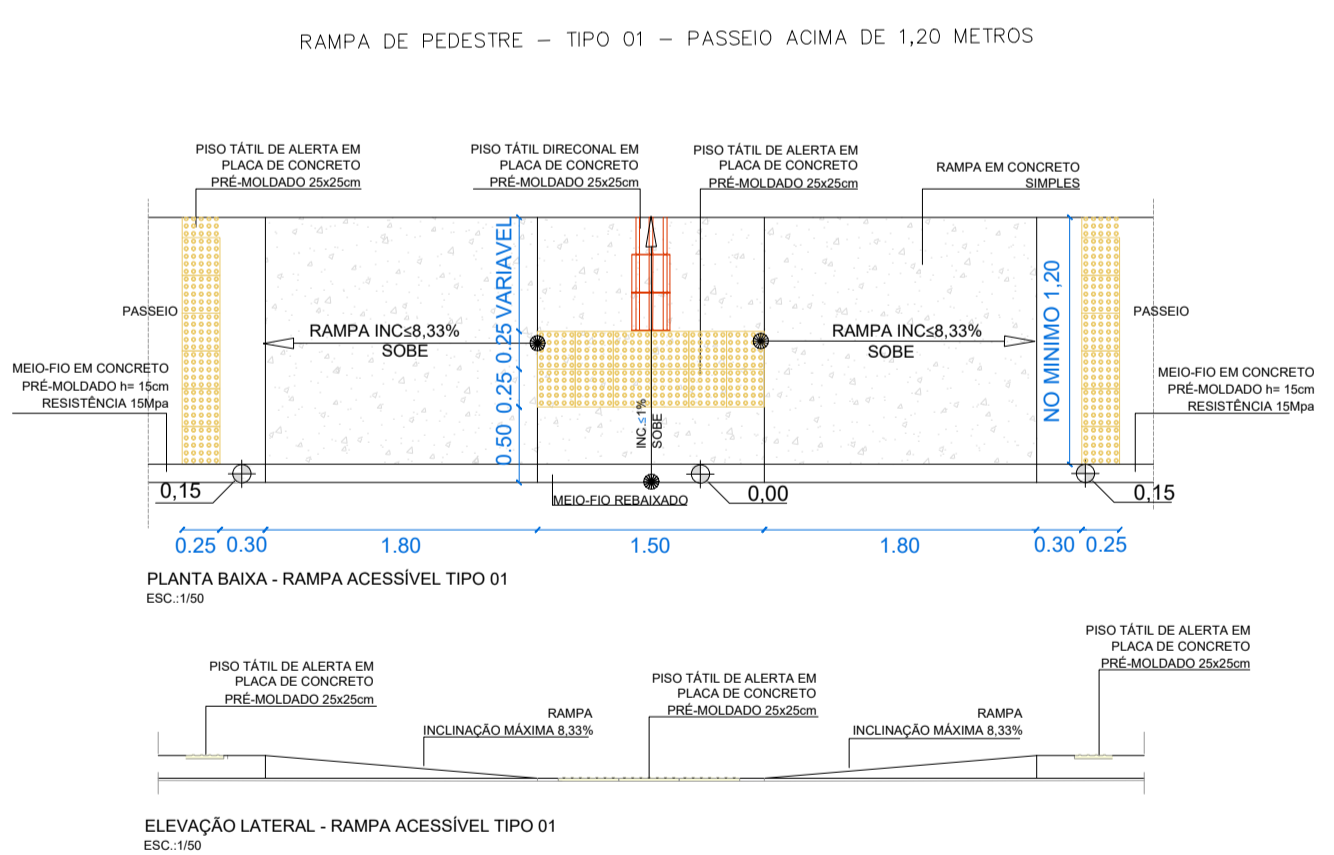 RAMPA DE PEDESTRE – TIPO 01 – PASSEIO ACIMA DE 1,20 METROS
PISO TÁTIL DE ALERTA EM
PLACA DE CONCRETO
PRÉ-MOLDADO 25x25cm
PISO TÁTIL DIRECONAL EM
PLACA DE CONCRETO
PRÉ-MOLDADO 25x25cm
PISO TÁTIL DE ALERTA EM
PLACA DE CONCRETO
PRÉ-MOLDADO 25x25cm
RAMPA EM CONCRETO
SIMPLES
PISO TÁTIL DE ALERTA EM
PLACA DE CONCRETO
PRÉ-MOLDADO 25x25cm
PASSEIO
MEIO-FIO EM CONCRETO
PRÉ-MOLDADO h= 15cm
RESISTÊNCIA 15Mpa
RAMPA INC≤8,33%
SOBE
0.50 0.25 0.25 VARIAVEL
INC.≤1%
SOBE
RAMPA INC≤8,33%
SOBE
NO MINIMO 1,20
PASSEIO
MEIO-FIO EM CONCRETO
PRÉ-MOLDADO h= 15cm
RESISTÊNCIA 15Mpa
0,15
MEIO-FIO REBAIXADO
0,00
0,15
0.25 0.30 1.80 1.50 1.80 0.30 0.25
PLANTA BAIXA - RAMPA ACESSÍVEL TIPO 01
ESC.:1/50
PISO TÁTIL DE ALERTA EM
PLACA DE CONCRETO
PRÉ-MOLDADO 25x25cm
RAMPA
INCLINAÇÃO MÁXIMA 8,33%
PISO TÁTIL DE ALERTA EM
PLACA DE CONCRETO
PRÉ-MOLDADO 25x25cm
RAMPA
INCLINAÇÃO MÁXIMA 8,33%
ELEVAÇÃO LATERAL - RAMPA ACESSÍVEL TIPO 01
ESC.:1/50